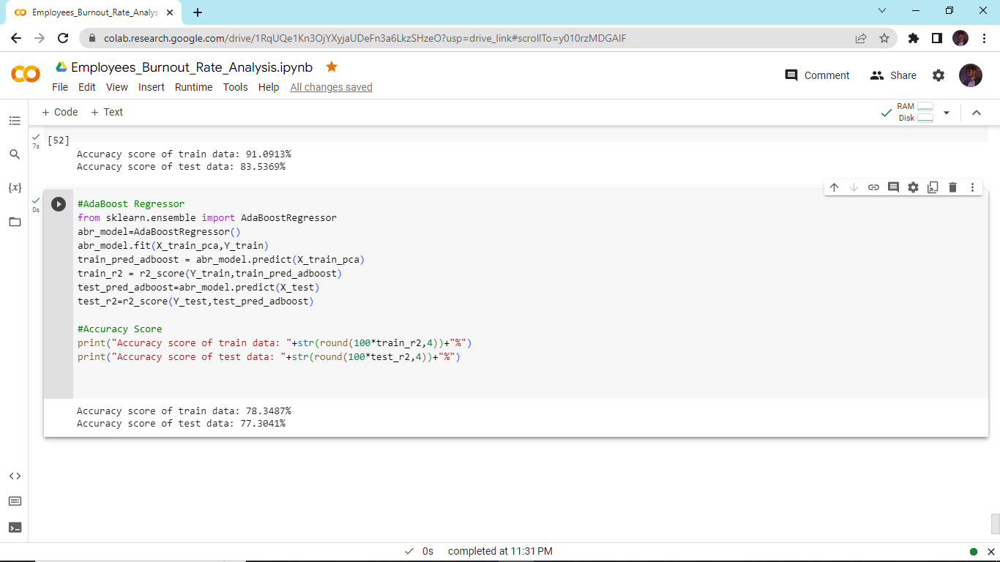 Employees_Burnout_Rate_Analys
colab.research.google.com/drive/1RqUQe1Kn3OjYXyjaUDeFn3a6LkzSHzeO?usp=drive_link#scrollTo=y010rzMDGAIF
Employees_Burnout_Rate_Analysis.ipynb
Comment
Share
File Edit View Insert Runtime Tools Help All changes saved
+ Code + Text
RAM
Disk
[52]
7s
Accuracy score of train data: 91.0913%
Accuracy score of test data: 83.5369%
{x}
0s
#AdaBoost Regressor
from sklearn.ensemble import AdaBoostRegressor
abr_model=AdaBoostRegressor()
abr_model.fit(X_train_pca,Y_train)
train_pred_adboost = abr_model.predict(X_train_pca)
train_r2 = r2_score(Y_train,train_pred_adboost)
test_pred_adboost=abr_model.predict(X_test)
test_r2=r2_score(Y_test,test_pred_adboost)
#Accuracy Score
print("Accuracy score of train data: "+str(round(100*train_r2,4))+"%")
print("Accuracy score of test data: "+str(round(100*test_r2,4))+"%")
Accuracy score of train data: 78.3487%
Accuracy score of test data: 77.3041%
0s completed at 11:31 PM